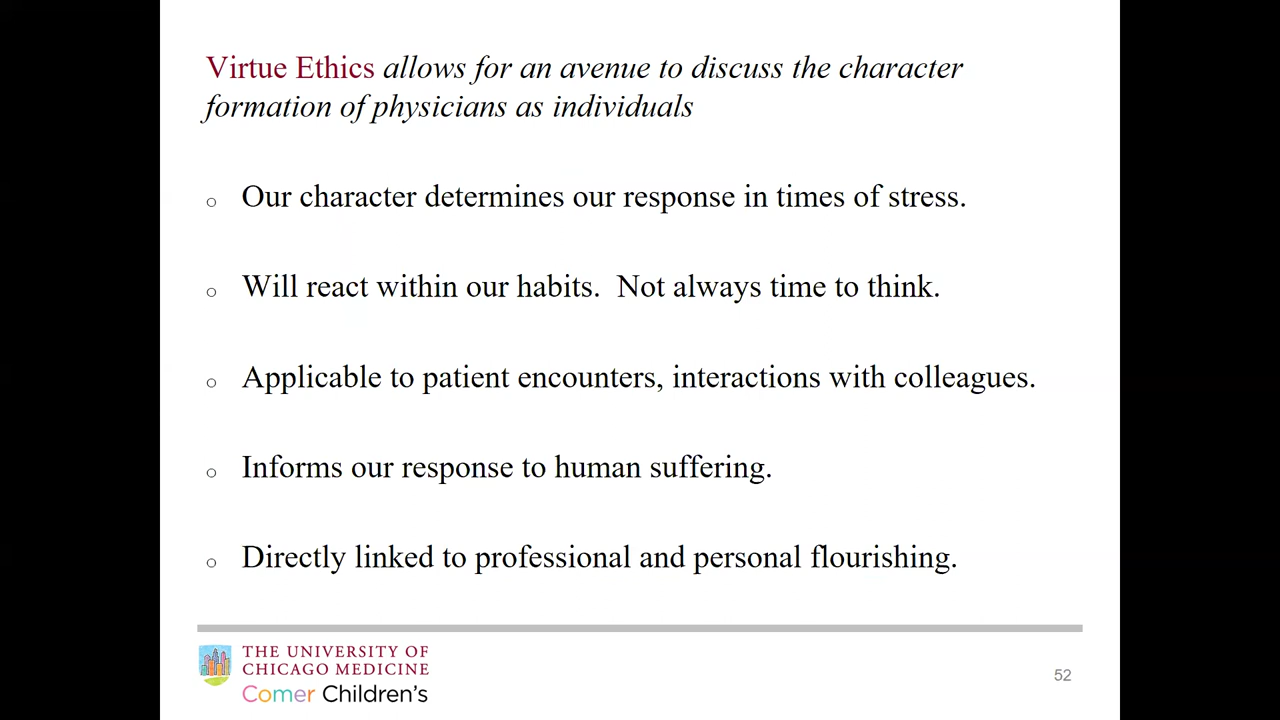 Virtue Ethics allows for an avenue to discuss the character
formation of physicians as individuals
o Our character determines our response in times of stress.
o Will react within our habits.  Not always time to think.
o Applicable to patient encounters, interactions with colleagues.
o Informs our response to human suffering.
o Directly linked to professional and personal flourishing.
THE UNIVERSITY OF
CHICAGO MEDICINE
Comer Children's
52